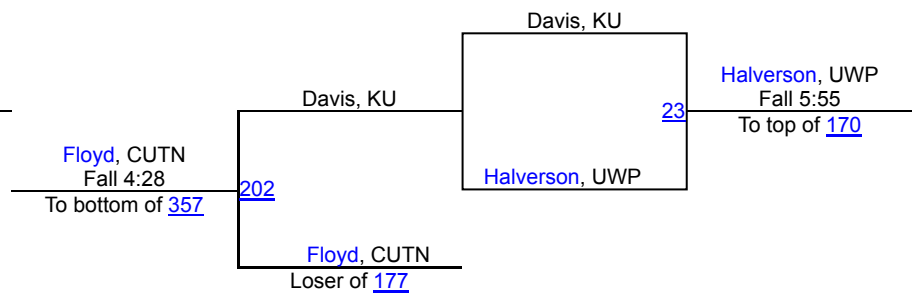 Davis, KU
Halverson, UWP
Fall 5:55
Davis, KU
23
To top of 170
Floyd, CUTN
Fall 4:28
Halverson, UWP
202
To bottom of 357
Floyd, CUTN
Loser of 177